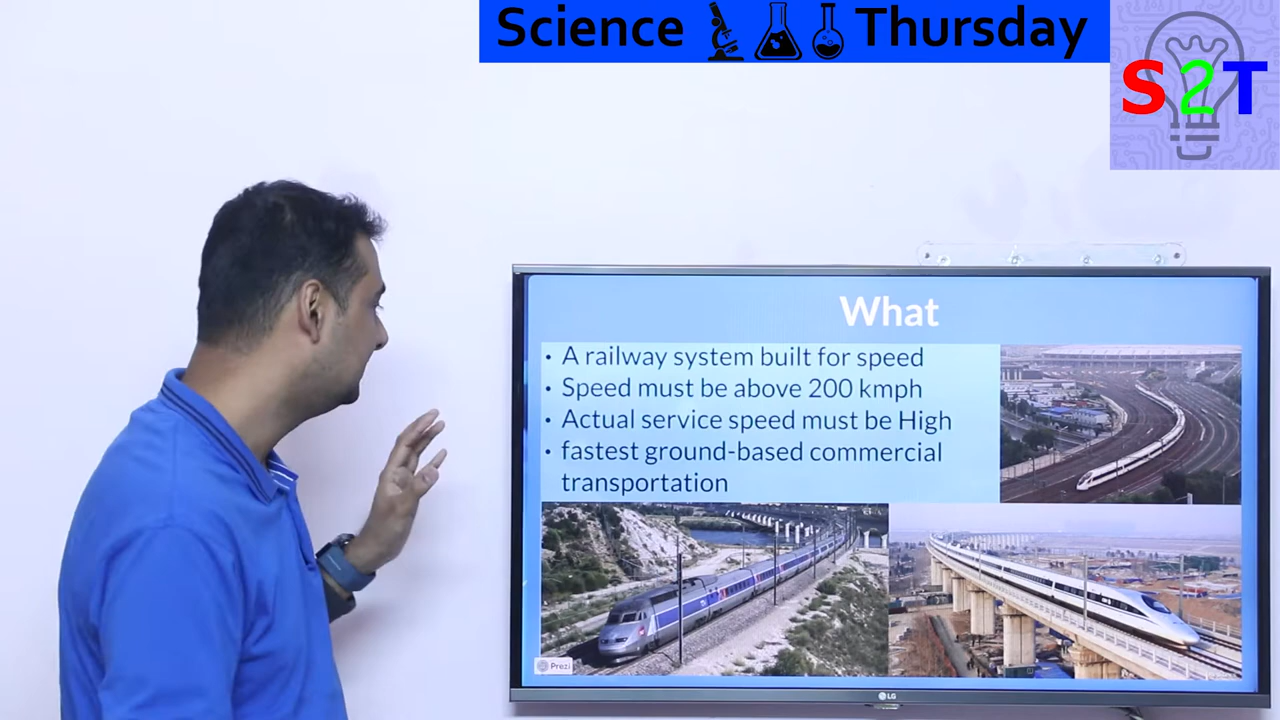 Science Thursday
S2T
What
• A railway system built for speed
• Speed must be above 200 kmph
• Actual service speed must be High
• fastest ground-based commercial
transportation
Prezi
LG